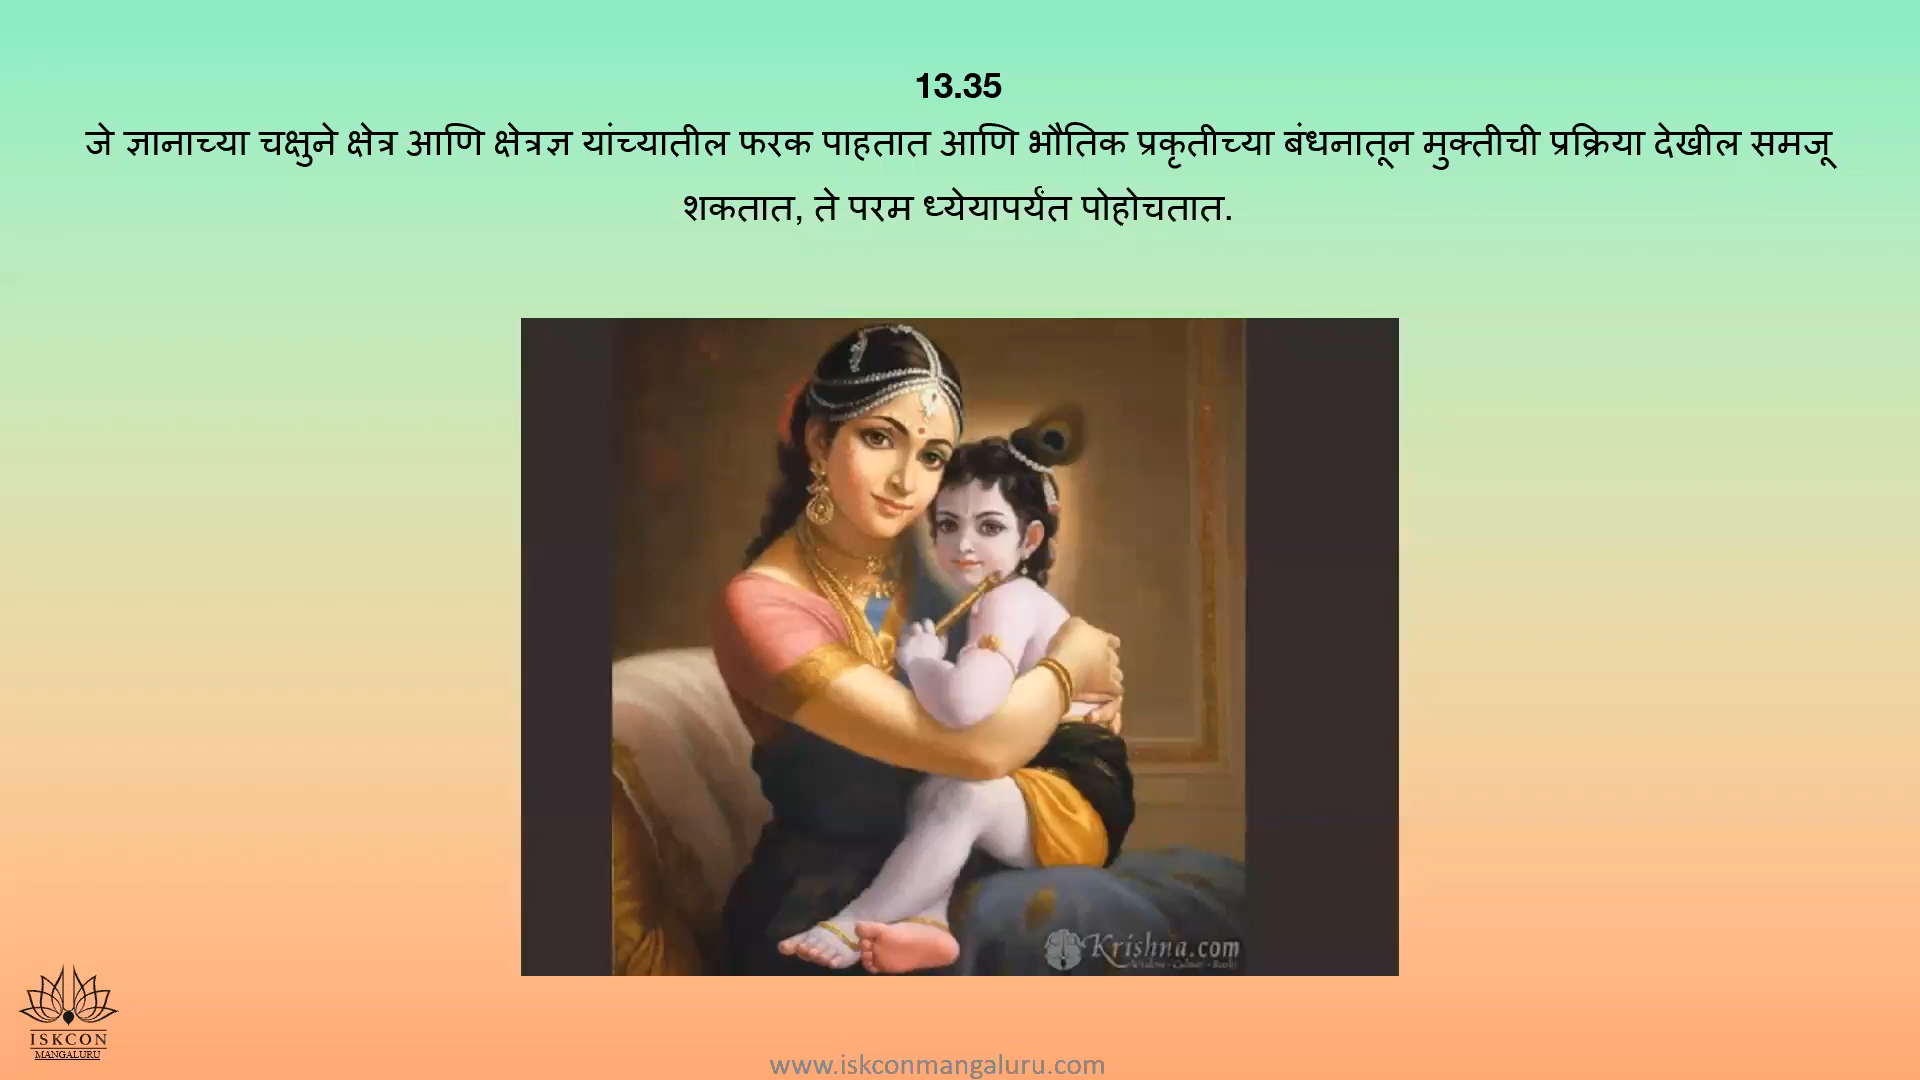 13.35
जे ज्ञानाच्या चक्षुने क्षेत्र आणि क्षेत्रज्ञ यांच्यातील फरक पाहतात आणि भौतिक प्रकृतीच्या बंधनातून मुक्तीची प्रक्रिया देखील समजू
शकतात, ते परम ध्येयापर्यंत पोहोचतात.
Krishna.com
ISKCON
MANGALURU
www.iskconmangaluru.com